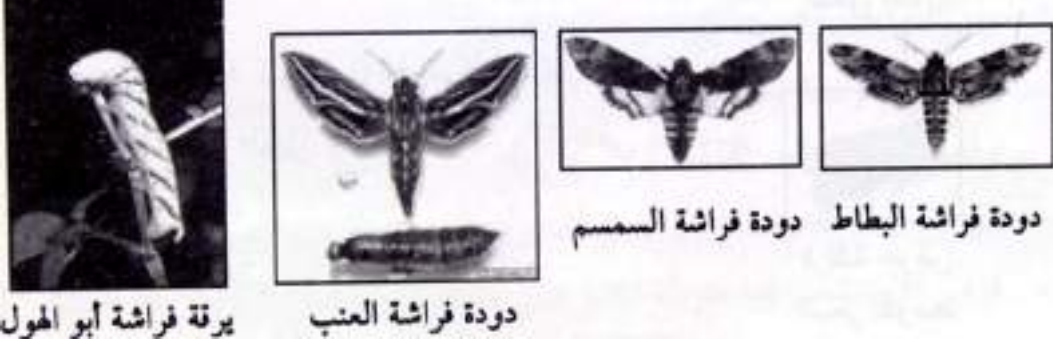 دودة فراشة البطاط
دودة فراشة السمسم
دودة فراشة العنب
يرقة فراشة أبو الهول